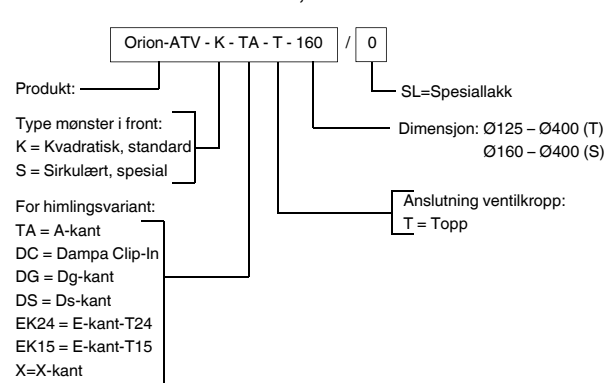 Orion-ATV - K - TA - T - 160 / 0
Produkt:
SL=Spesiallakk
Type mønster i front:
K = Kvadratisk, standard
S = Sirkulært, spesial
Dimensjon: Ø125 – Ø400 (T)
Ø160 – Ø400 (S)
For himlingsvariant:
TA = A-kant
DC = Dampa Clip-In
DG = Dg-kant
DS = Ds-kant
EK24 = E-kant-T24
EK15 = E-kant-T15
X=X-kant
Anslutning ventilkropp:
T = Topp